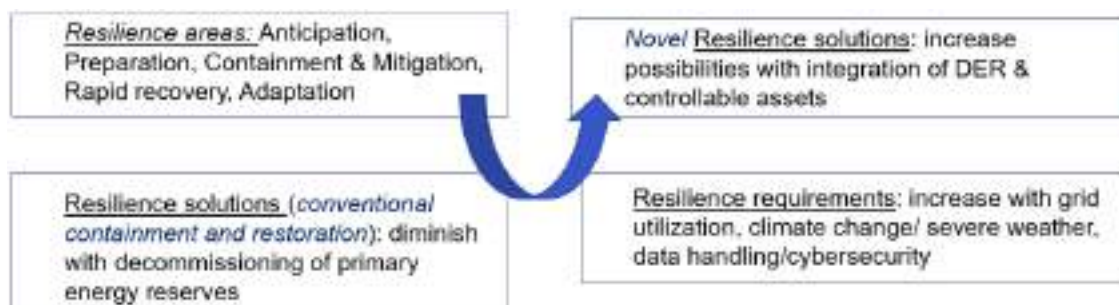 Resilience areas: Anticipation,
Preparation, Containment & Mitigation,
Rapid recovery, Adaptation
Novel Resilience solutions: increase
possibilities with integration of DER &
controllable assets
Resilience solutions (conventional
containment and restoration): diminish
with decommissioning of primary
energy reserves
Resilience requirements: increase with grid
utilization, climate change/ severe weather,
data handling/cybersecurity